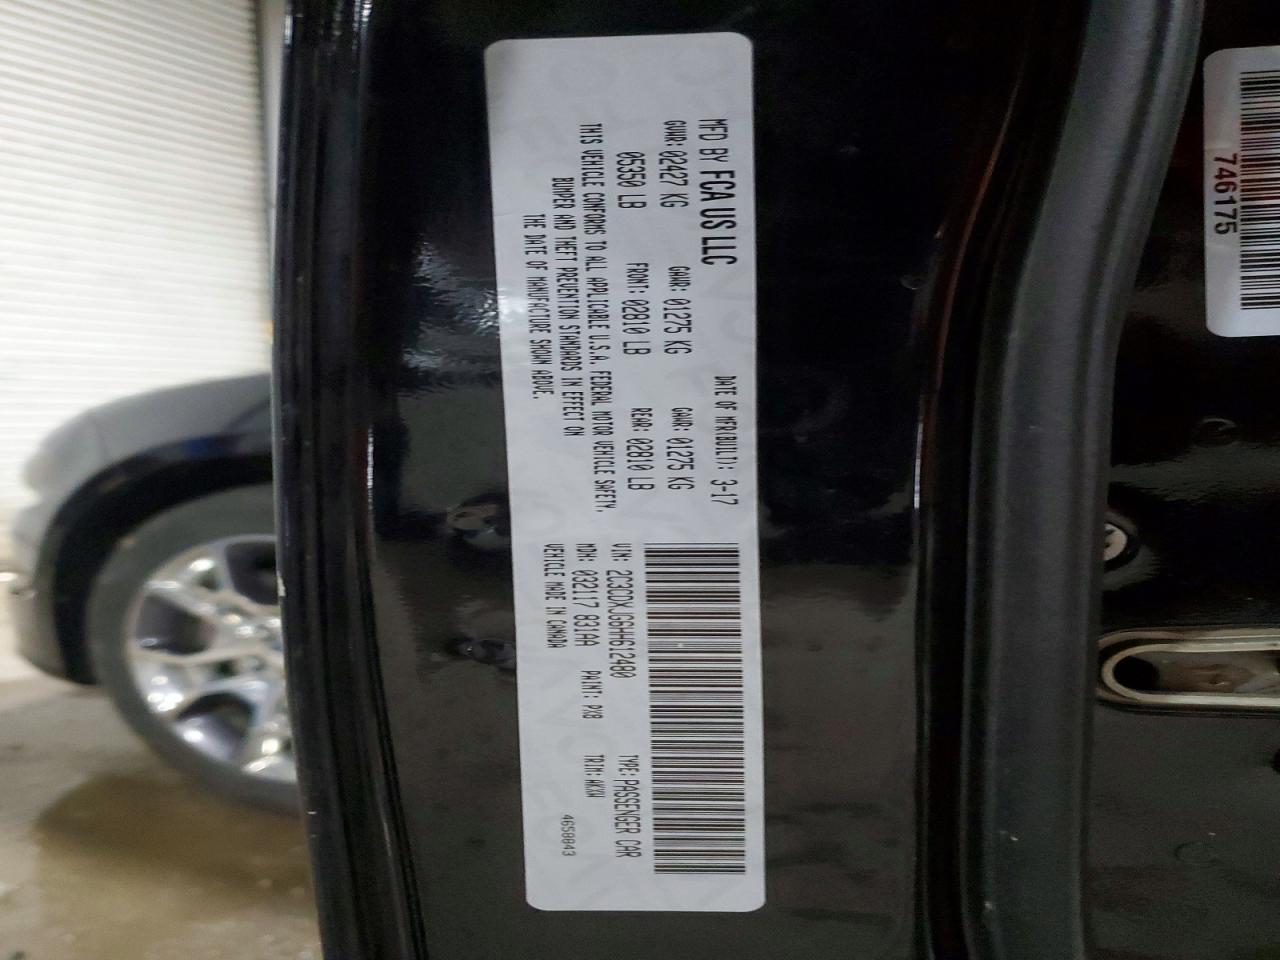 MFD BY FCA US LLC
DATE OF MFR(BUILT): 3-17
GVWR: 02427 KG
GAWR: 01275 KG
GAWR: 01275 KG
05350 LB
FRONT: 02810 LB
REAR: 02810 LB
THIS VEHICLE CONFORMS TO ALL APPLICABLE U.S.A. FEDERAL MOTOR VEHICLE SAFETY,
BUMPER AND THEFT PREVENTION STANDARDS IN EFFECT ON
THE DATE OF MANUFACTURE SHOWN ABOVE.
VIN: 2C3CDXJG6HH612480
TYPE: PASSENGER CAR
MDH: 032117 831AA
PAINT: PX8
TRIM: AKX8
VEHICLE MADE IN CANADA
4658843
746175